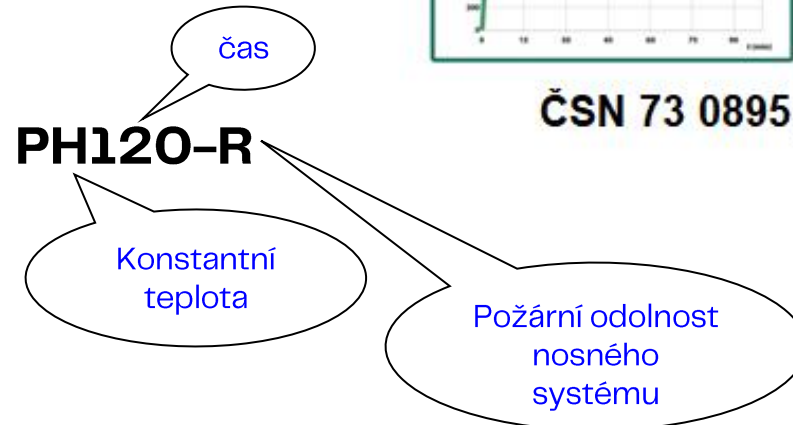 čas
ČSN 73 0895
PH120-R
Konstantní
teplota
Požární odolnost
nosného
systému